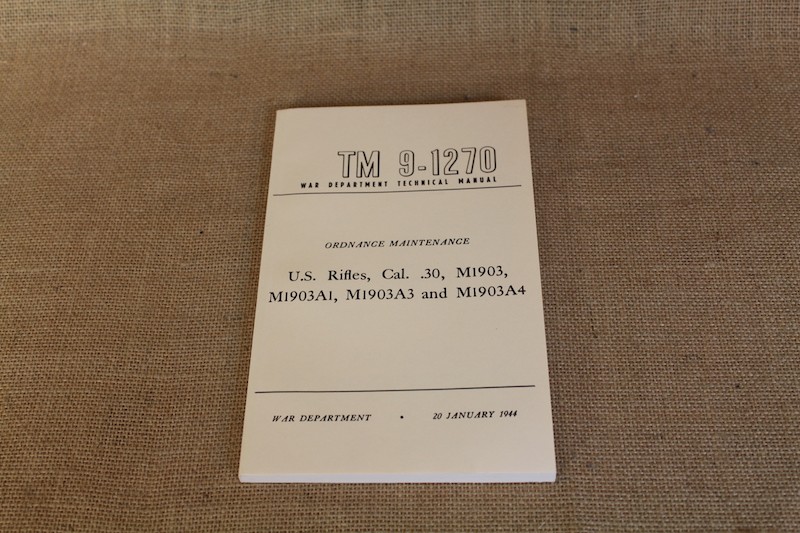 TM 9-1270
WAR DEPARTMENT TECHNICAL MANUAL
ORDNANCE MAINTENANCE
U.S. Rifles, Cal. .30, M1903,
M1903A1, M1903A3 and M1903A4
WAR DEPARTMENT • 20 JANUARY 1944